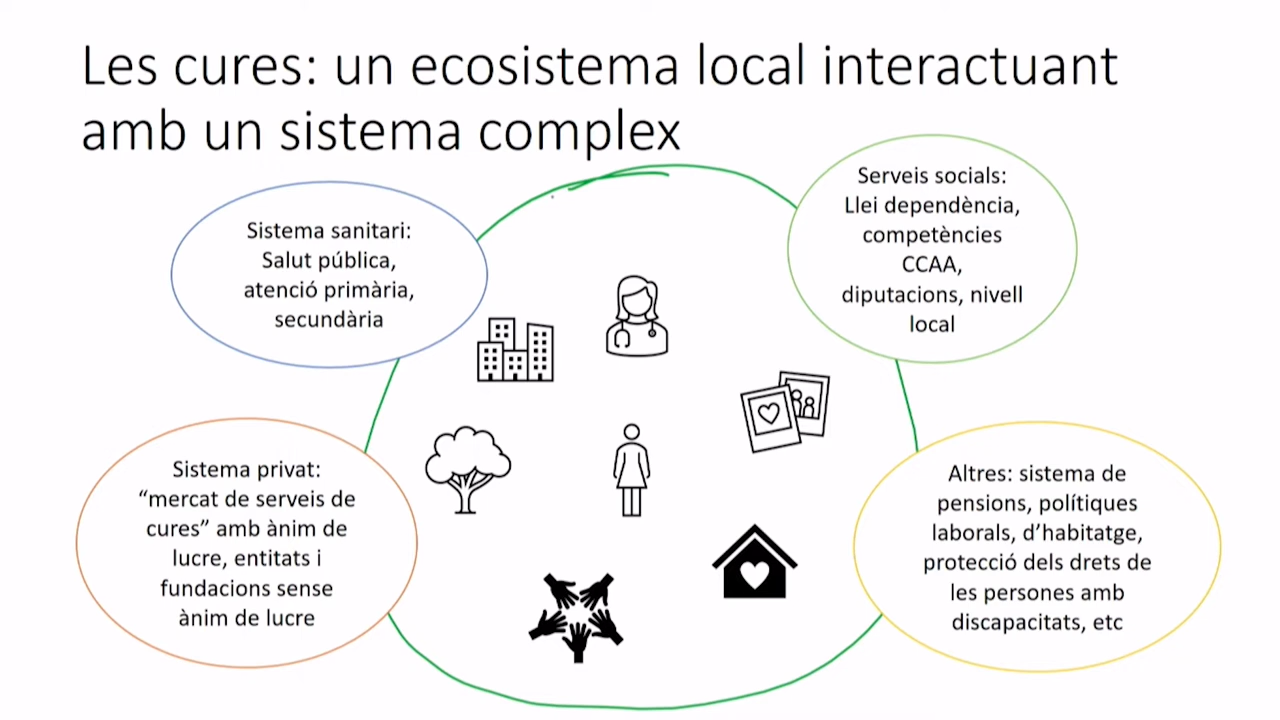 Les cures: un ecosistema local interactuant
amb un sistema complex
Sistema sanitari:
Salut pública,
atenció primària,
secundària
Serveis socials:
Llei dependència,
competències
CCAA,
diputacions, nivell
local
Sistema privat:
“mercat de serveis de
cures” amb ànim de
lucre, entitats i
fundacions sense
ànim de lucre
Altres: sistema de
pensions, polítiques
laborals, d’habitatge,
protecció dels drets de
les persones amb
discapacitats, etc